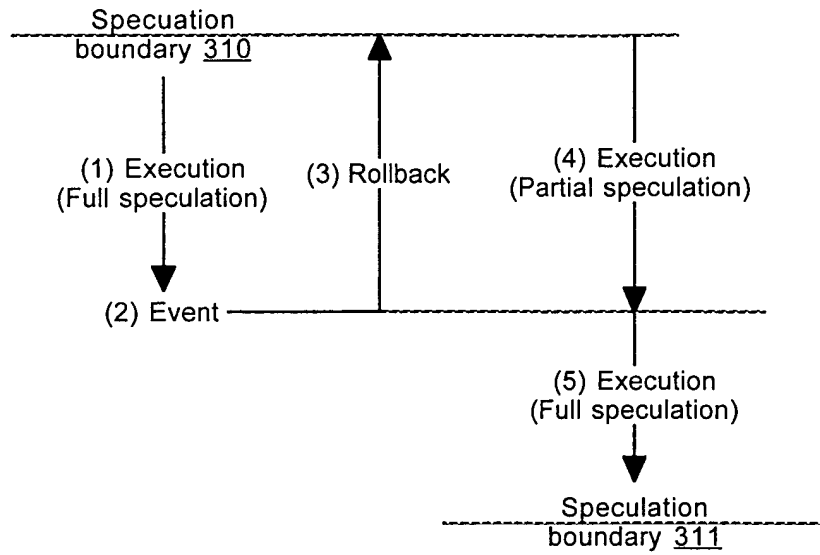 Specuation
boundary 310
(1) Execution
(Full speculation)
(3) Rollback
(4) Execution
(Partial speculation)
(2) Event
(5) Execution
(Full speculation)
Speculation
boundary 311